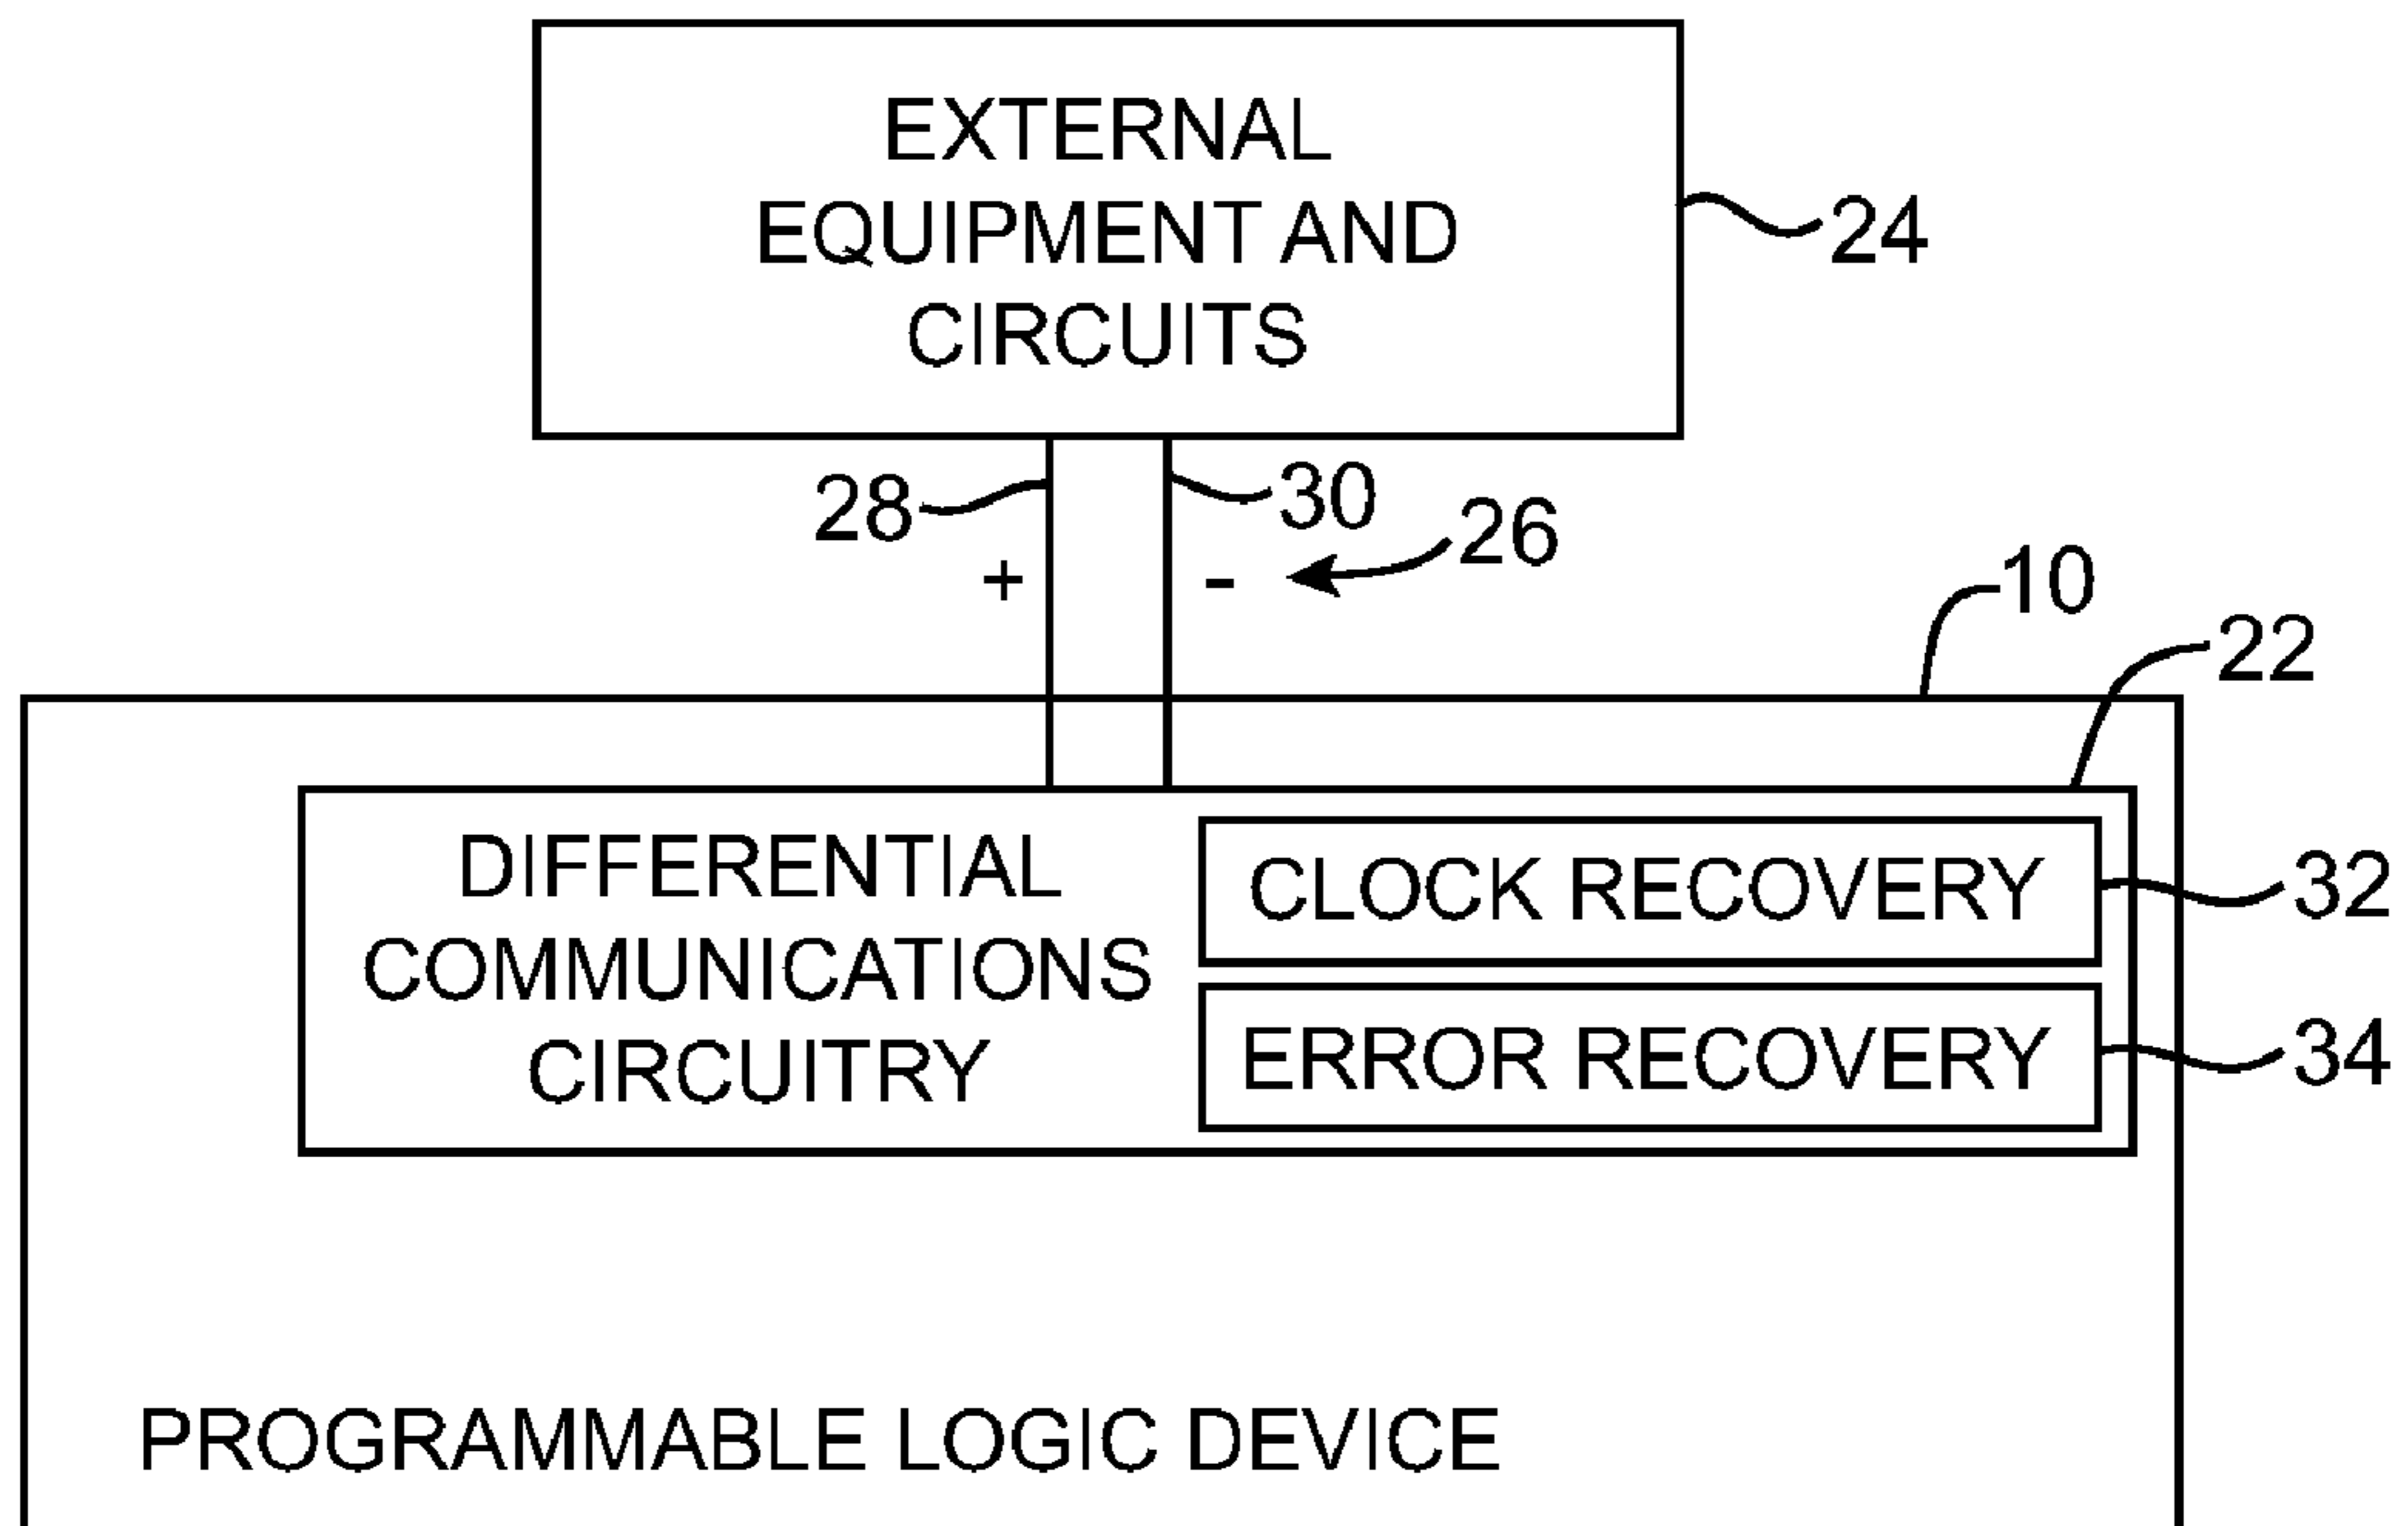 EXTERNAL
EQUIPMENT AND
CIRCUITS
24
28
30
+
-
26
10
22
DIFFERENTIAL
COMMUNICATIONS
CIRCUITRY
CLOCK RECOVERY
32
ERROR RECOVERY
34
PROGRAMMABLE LOGIC DEVICE